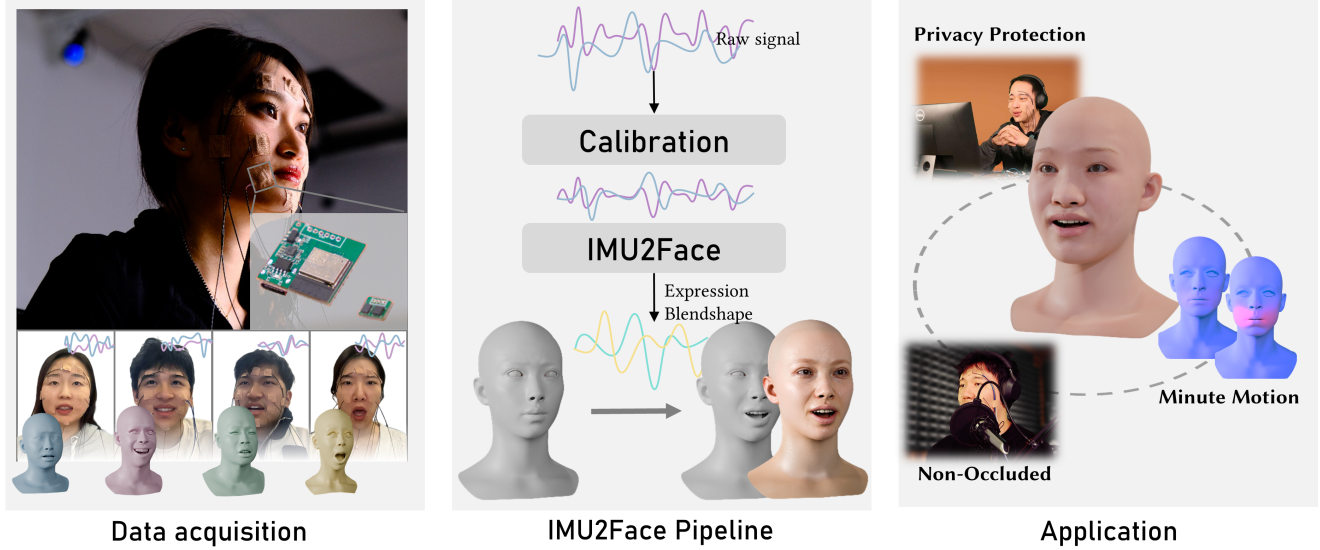 Raw signal
Calibration
IMU2Face
Expression
Blendshape
IMU2Face Pipeline
Data acquisition
Privacy Protection
Minute Motion
Non-Occluded
Application